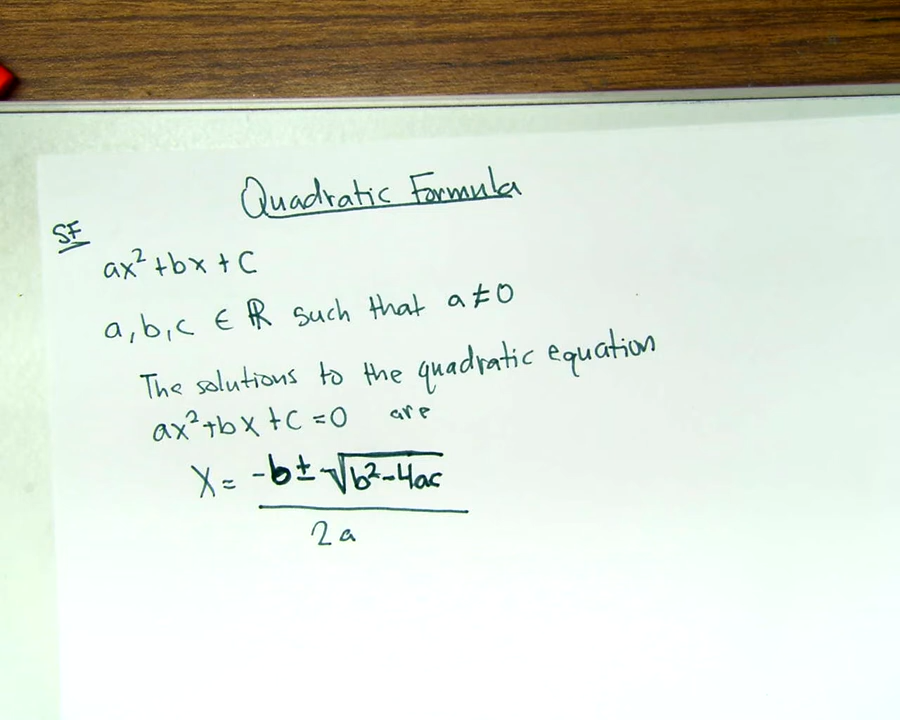 Quadratic Formula
SF
ax²+bx+c
a,b,c ∈ ℝ such that a≠0
The solutions to the quadratic equation
ax²+bx+c=0 are
x = -b±√b²-4ac
2a